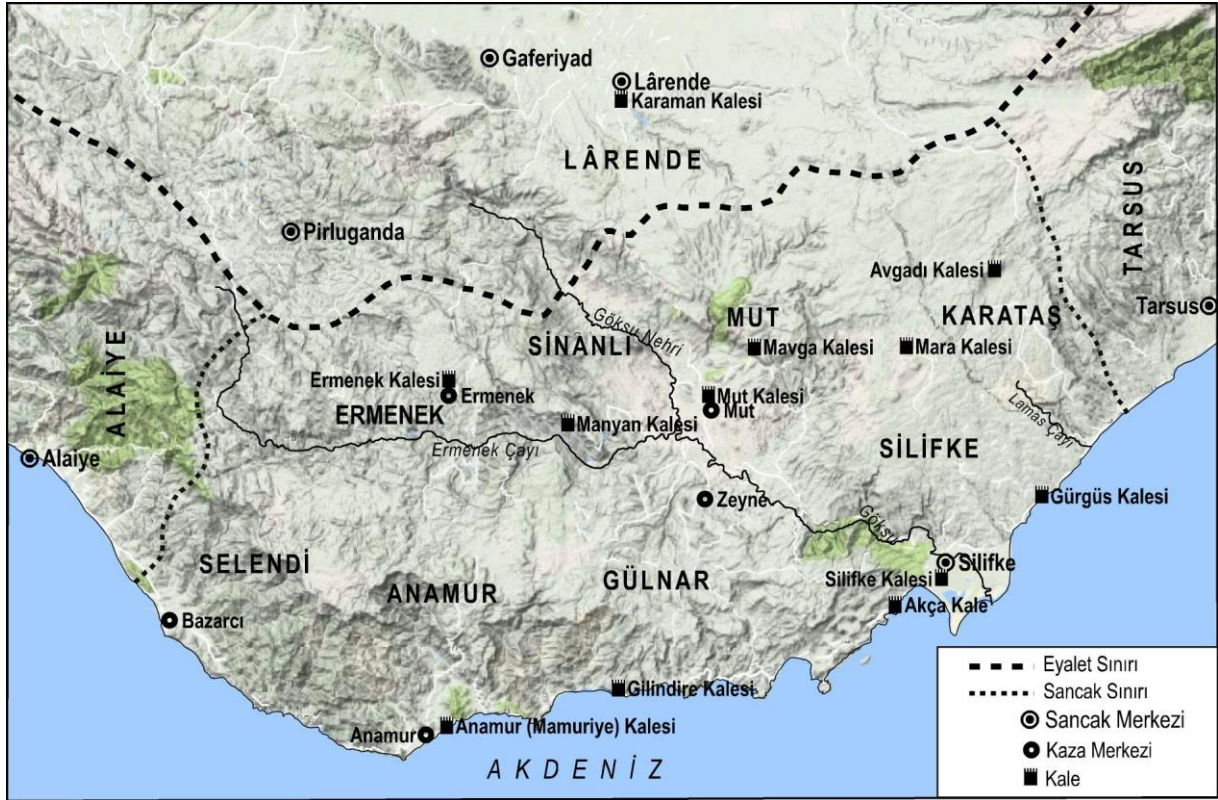 Gaferiyad
Lârende
Karaman Kalesi
LÂRENDE
TARSUS
Pirluganda
Avgadı Kalesi
Tarsus
KARATAŞ
MUT
Göksu Nehri
SİNANLI
Mavga Kalesi
Mara Kalesi
ALAİYE
Ermenek Kalesi
Ermenek
ERMENEK
Mut Kalesi
Mut
Manyan Kalesi
Lamas Çayı
Ermenek Çayı
SİLİFKE
Alaiye
Zeyne
Gürgüs Kalesi
Göksu
SELENDİ
ANAMUR
GÜLNAR
Silifke
Silifke Kalesi
Akça Kale
Bazarcı
Gilindire Kalesi
Anamur (Mamuriye) Kalesi
Anamur
AKDENİZ
Eyalet Sınırı
Sancak Sınırı
Sancak Merkezi
Kaza Merkezi
Kale